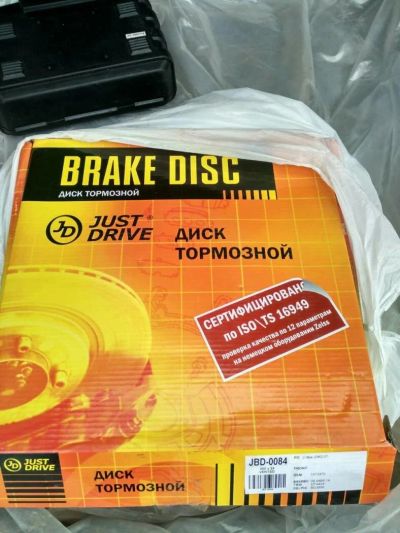 BRAKE DISC
ДИСК ТОРМОЗНОЙ
JD JUST DRIVE®
ДИСК
ТОРМОЗНОЙ
СЕРТИФИЦИРОВАН
по ISO\TS 16949
проверка качества по 12 параметрам
на немецком оборудовании Zeiss
JD JUST DRIVE
ДИСК
ТОРМОЗНОЙ
JBD-0084